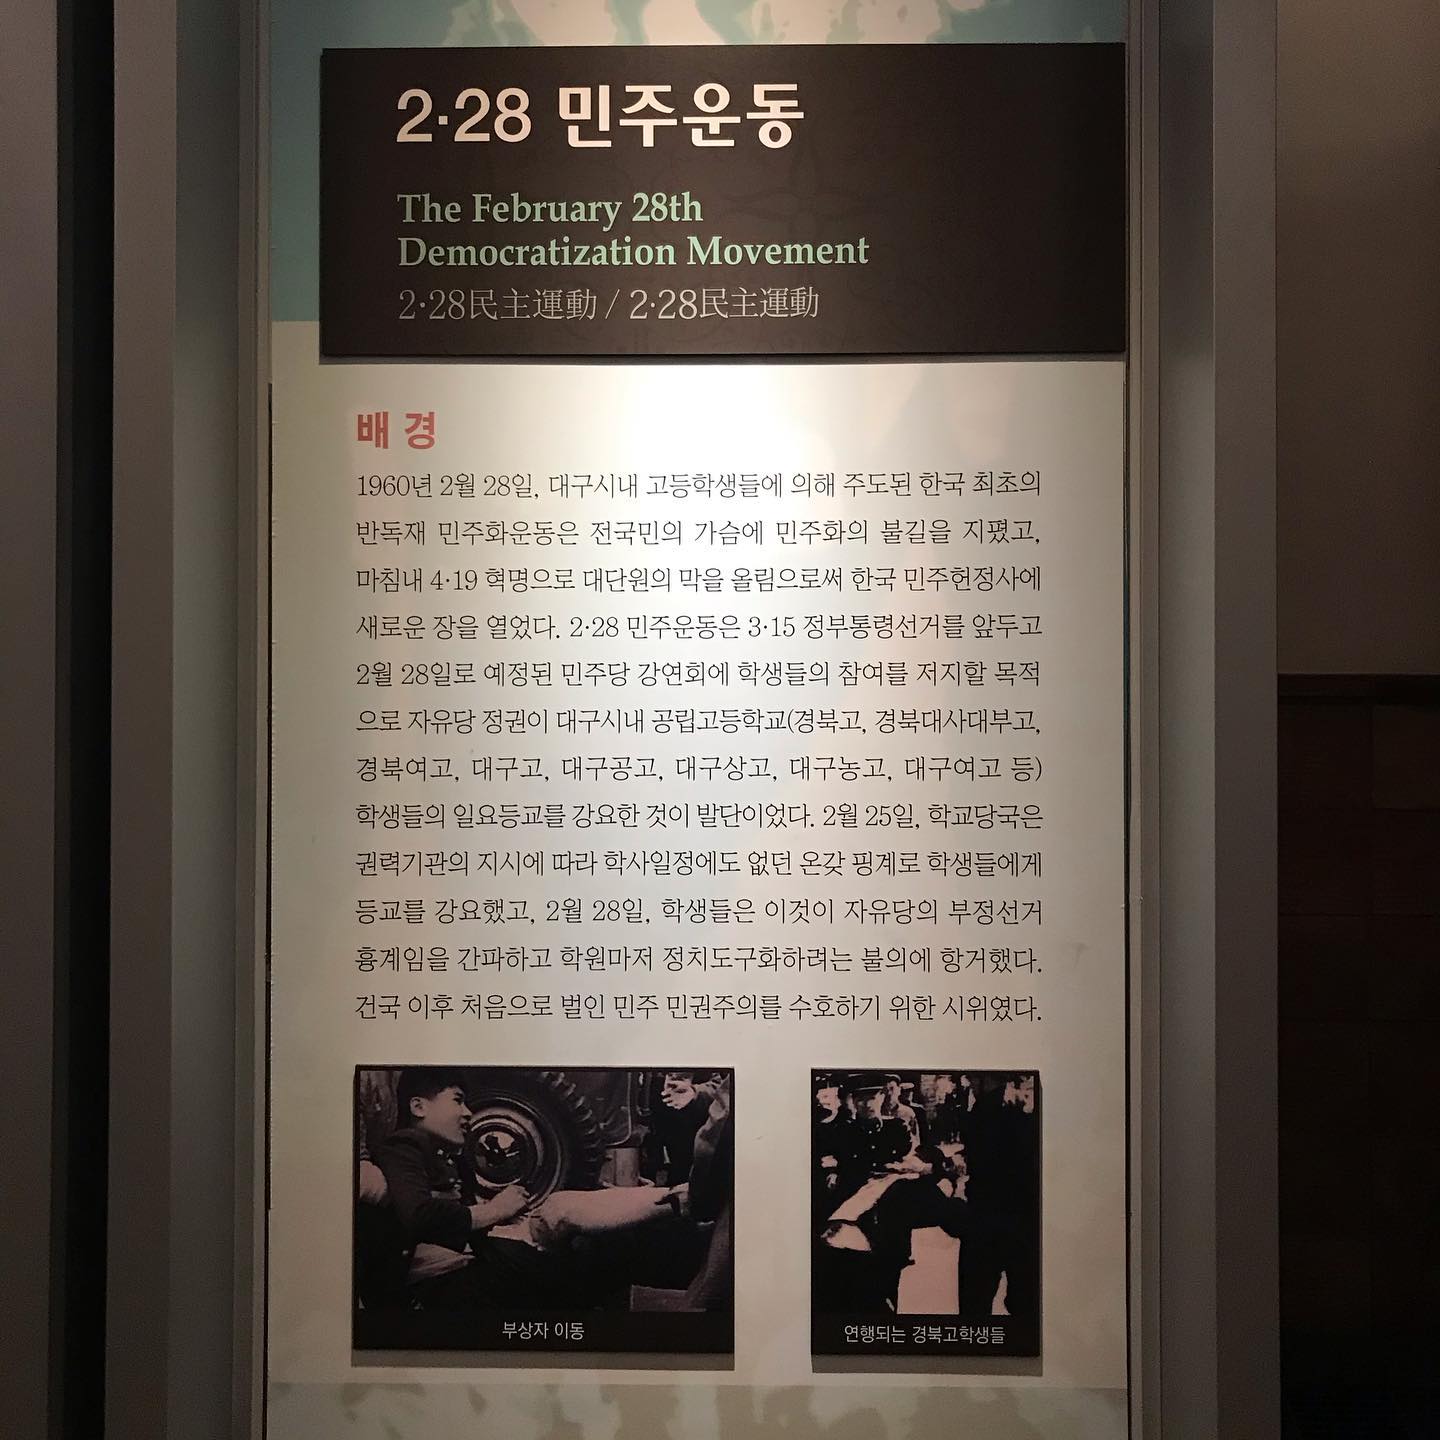 2·28 민주운동
The February 28th
Democratization Movement
2·28民主運動 / 2·28民主運動
배 경
1960년 2월 28일, 대구시내 고등학생들에 의해 주도된 한국 최초의
반독재 민주화운동은 전국민의 가슴에 민주화의 불길을 지폈고,
마침내 4·19 혁명으로 대단원의 막을 올림으로써 한국 민주헌정사에
새로운 장을 열었다. 2·28 민주운동은 3·15 정부통령선거를 앞두고
2월 28일로 예정된 민주당 강연회에 학생들의 참여를 저지할 목적
으로 자유당 정권이 대구시내 공립고등학교(경북고, 경북대사대부고,
경북여고, 대구고, 대구공고, 대구상고, 대구농고, 대구여고 등)
학생들의 일요등교를 강요한 것이 발단이었다. 2월 25일, 학교당국은
권력기관의 지시에 따라 학사일정에도 없던 온갖 핑계로 학생들에게
등교를 강요했고, 2월 28일, 학생들은 이것이 자유당의 부정선거
흉계임을 간파하고 학원마저 정치도구화하려는 불의에 항거했다.
건국 이후 처음으로 벌인 민주 민권주의를 수호하기 위한 시위였다.
부상자 이동
연행되는 경북고학생들